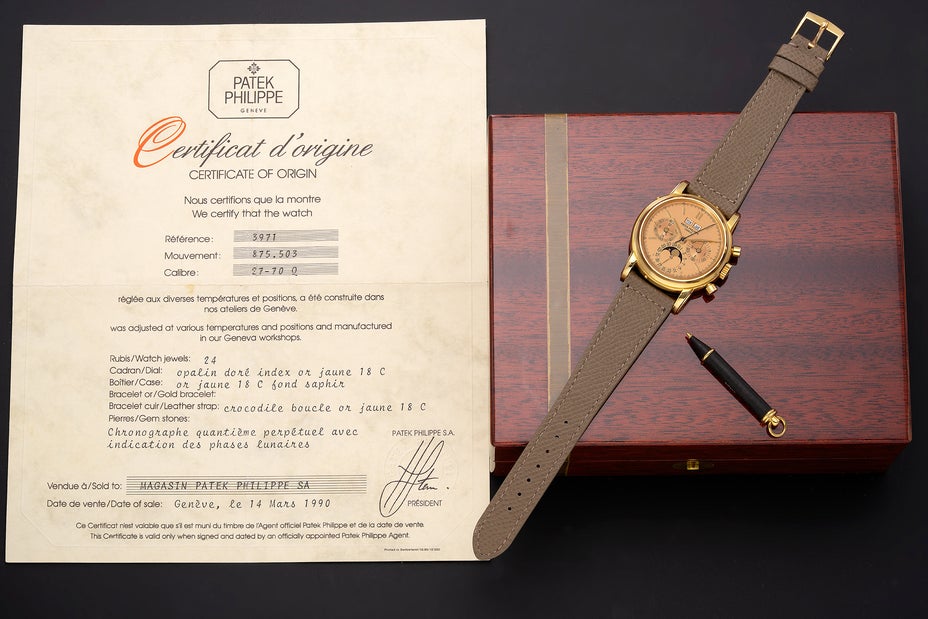 PATEK
PHILIPPE
GENEVE
Certificat d'origine
CERTIFICATE OF ORIGIN
Nous certifions que la montre
We certify that the watch
Référence: 3971
Mouvement: 875.503
Calibre: 27-70 Q
réglée aux diverses températures et positions, a été construite dans
nos ateliers de Genève.
was adjusted at various temperatures and positions and manufactured
in our Geneva workshops.
Rubis/Watch jewels: 24
Cadran/Dial: opalin doré index or jaune 18 C
Boîtier/Case: or jaune 18 C fond saphir
Bracelet or/Gold bracelet:
Bracelet cuir/Leather strap: crocodile boucle or jaune 18 C
Pierres/Gem stones:
Chronographe quantième perpétuel avec
indication des phases lunaires
PATEK PHILIPPE S.A.
PRÉSIDENT
Vendue à/Sold to: MAGASIN PATEK PHILIPPE SA
Date de vente/Date of sale: Genève, le 14 Mars 1990
Ce Certificat n'est valable que s'il est muni du timbre de l'Agent officiel Patek Philippe et de la date de vente.
This Certificate is valid only when signed and dated by an officially appointed Patek Philippe Agent.
Printed in Switzerland